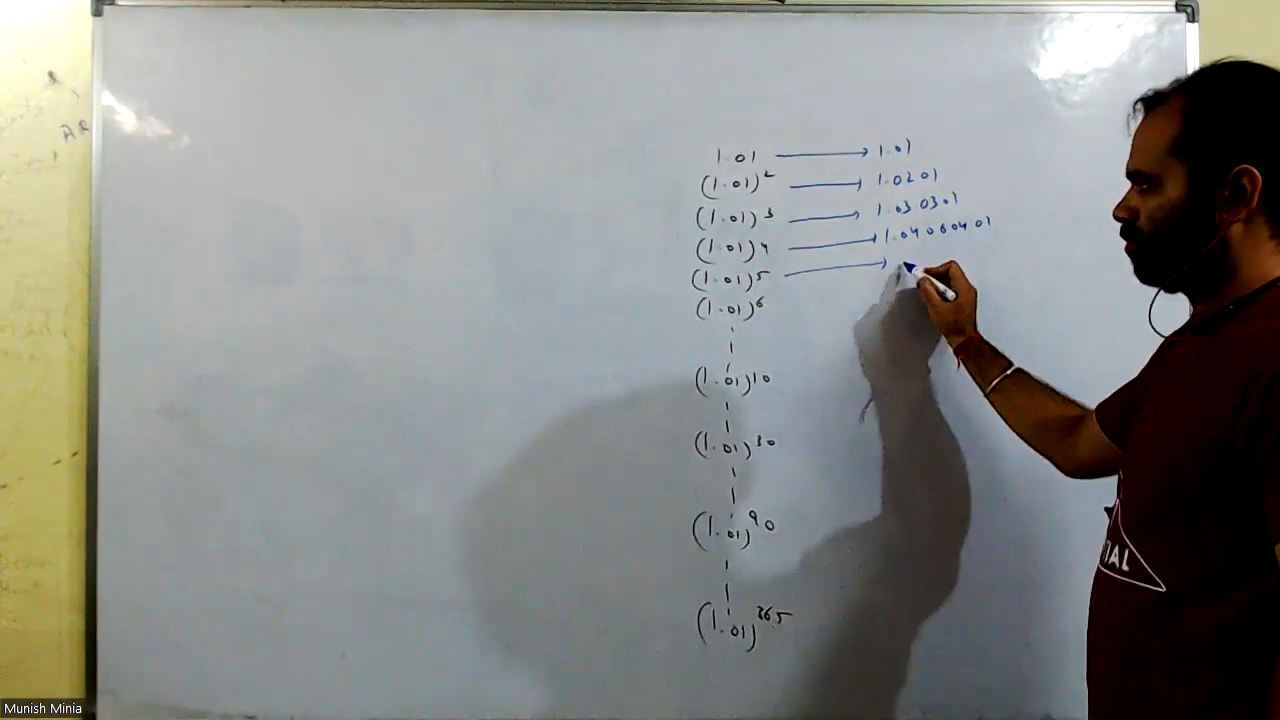 1.01 → 1.01
(1.01)² → 1.0201
(1.01)³ → 1.030301
(1.01)⁴ → 1.04060401
(1.01)⁵ →
(1.01)⁶
(1.01)¹⁰
(1.01)³⁰
(1.01)⁹⁰
(1.01)³⁶⁵
Munish Minia